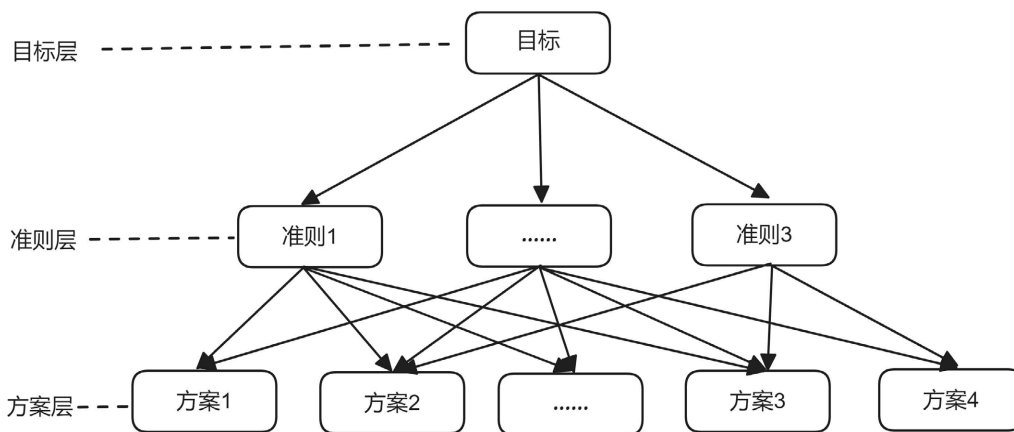 目标层
目标
准则层
准则1
......
准则3
方案层
方案1
方案2
......
方案3
方案4